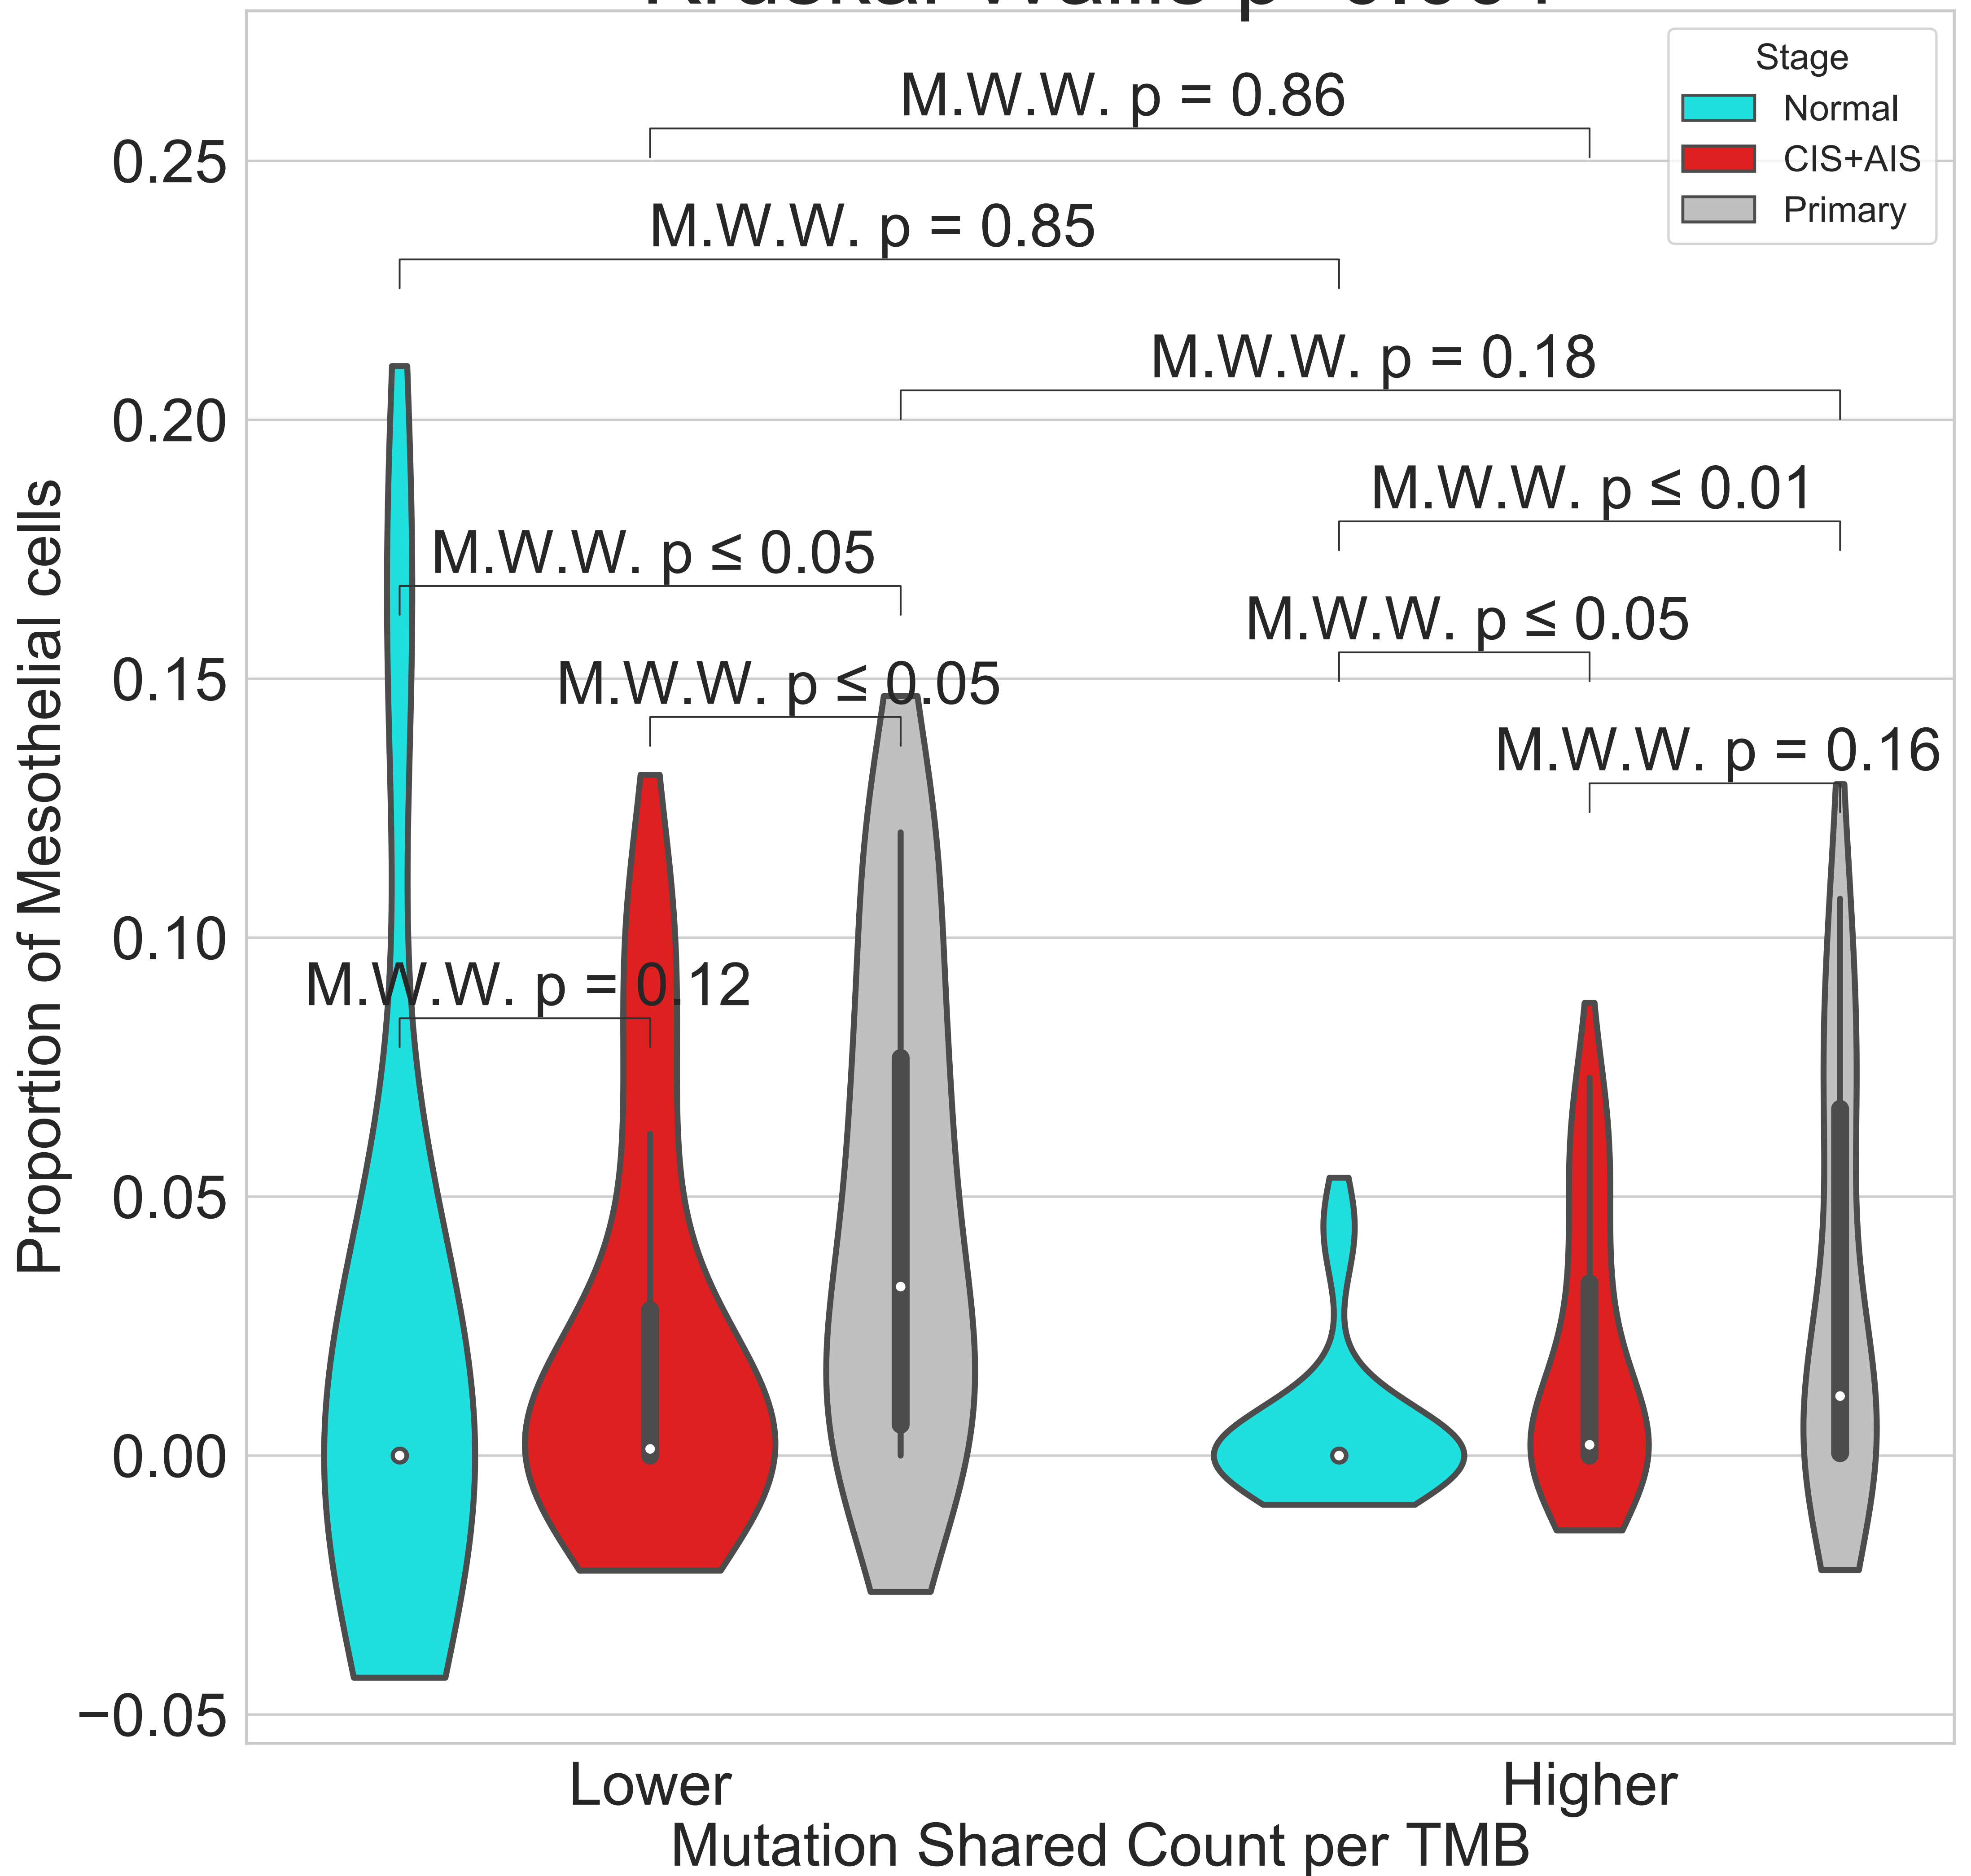 M.W.W. p = 0.86
Stage
Normal
CIS+AIS
Primary
0.25
M.W.W. p = 0.85
M.W.W. p = 0.18
0.20
M.W.W. p ≤ 0.01
M.W.W. p ≤ 0.05
M.W.W. p ≤ 0.05
0.15
M.W.W. p ≤ 0.05
M.W.W. p = 0.16
0.10
M.W.W. p = 0.12
0.05
0.00
−0.05
Proportion of Mesothelial cells
Lower
Higher
Mutation Shared Count per TMB